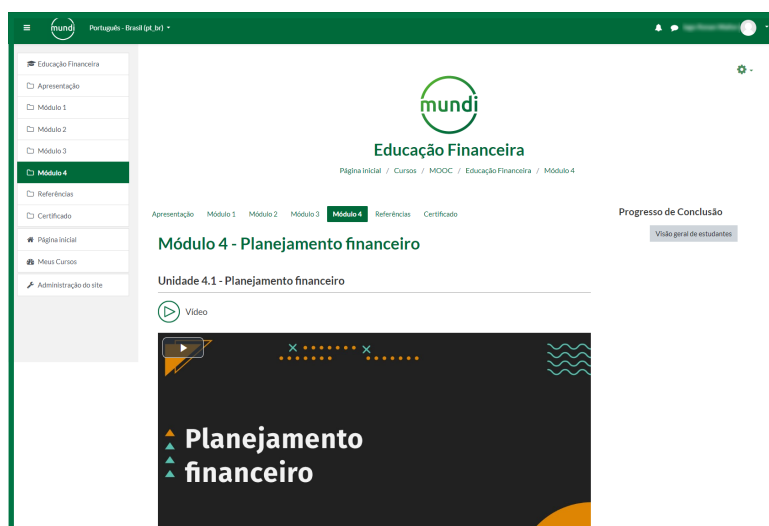 mundi
Português - Brasil (pt_br)
Educação Financeira
Apresentação
Módulo 1
Módulo 2
Módulo 3
Módulo 4
Referências
Certificado
Página inicial
Meus Cursos
Administração do site
mundi
Educação Financeira
Página inicial / Cursos / MOOC / Educação Financeira / Módulo 4
Apresentação Módulo 1 Módulo 2 Módulo 3 Módulo 4 Referências Certificado
Progresso de Conclusão
Visão geral de estudantes
Módulo 4 - Planejamento financeiro
Unidade 4.1 - Planejamento financeiro
Vídeo
Planejamento
financeiro